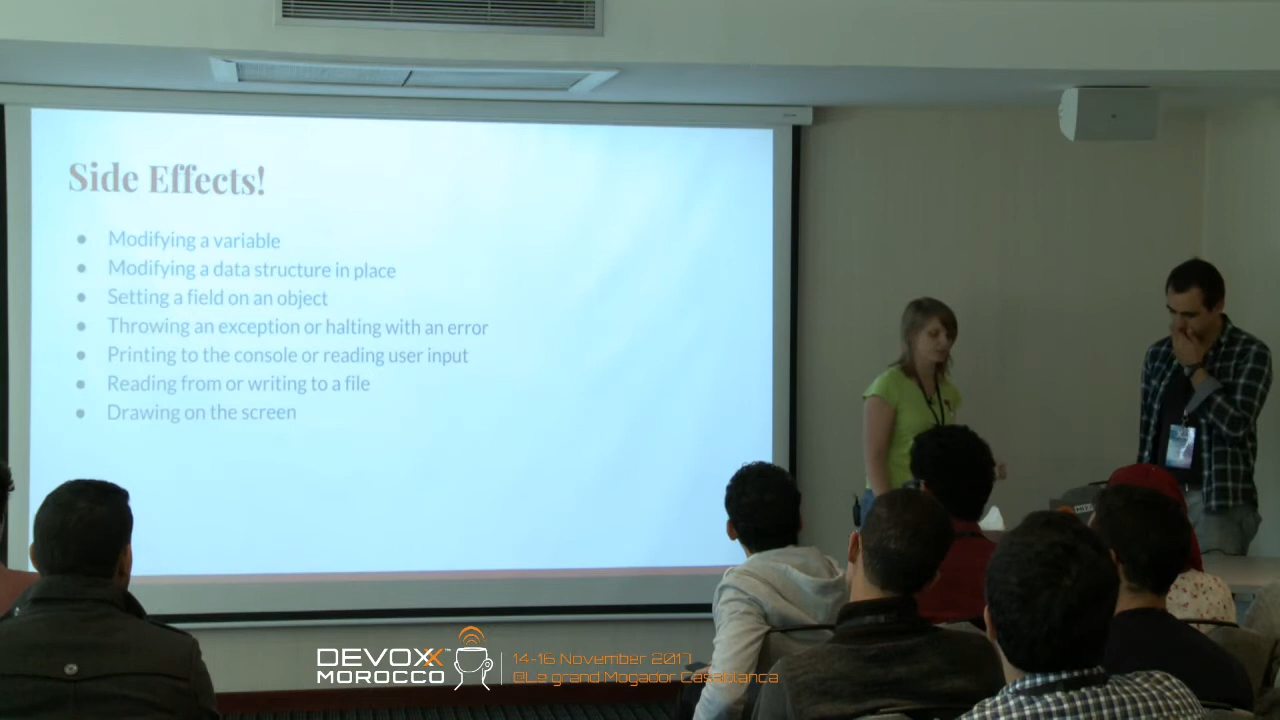 Side Effects!
Modifying a variable
Modifying a data structure in place
Setting a field on an object
Throwing an exception or halting with an error
Printing to the console or reading user input
Reading from or writing to a file
Drawing on the screen
DEVOXX™
MOROCCO
14-16 November 2017
@Le grand Mogador Casablanca